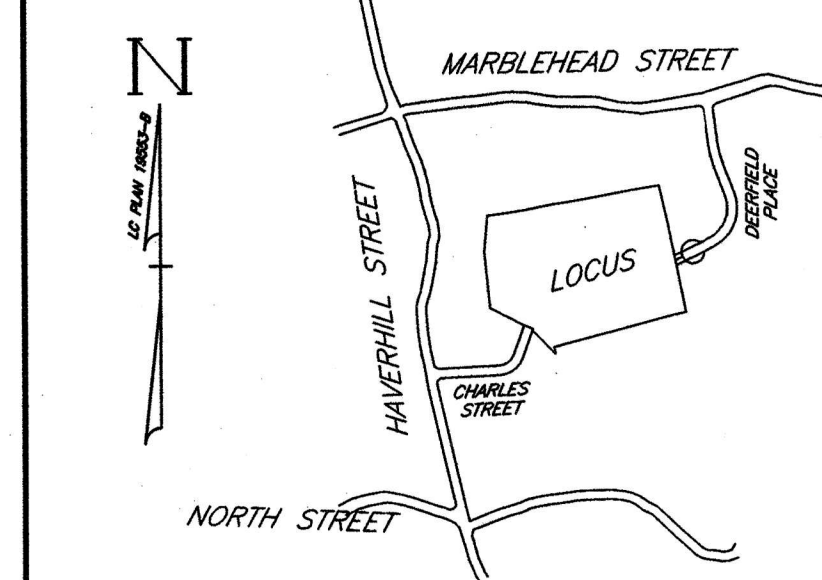 N
MARBLEHEAD STREET
LC PLAN 19553-B
DEERFIELD
PLACE
HAVERHILL STREET
LOCUS
CHARLES
STREET
NORTH STREET